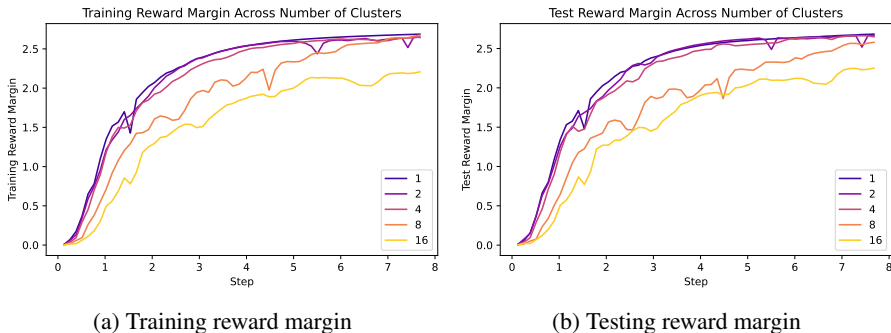 Training Reward Margin Across Number of Clusters
Training Reward Margin
2.5
2.0
1.5
1.0
0.5
0.0
1
2
4
8
16
0 1 2 3 4 5 6 7 8
Step
(a) Training reward margin
Test Reward Margin Across Number of Clusters
Test Reward Margin
2.5
2.0
1.5
1.0
0.5
0.0
1
2
4
8
16
0 1 2 3 4 5 6 7 8
Step
(b) Testing reward margin